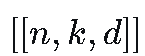 [[n, k, d]]